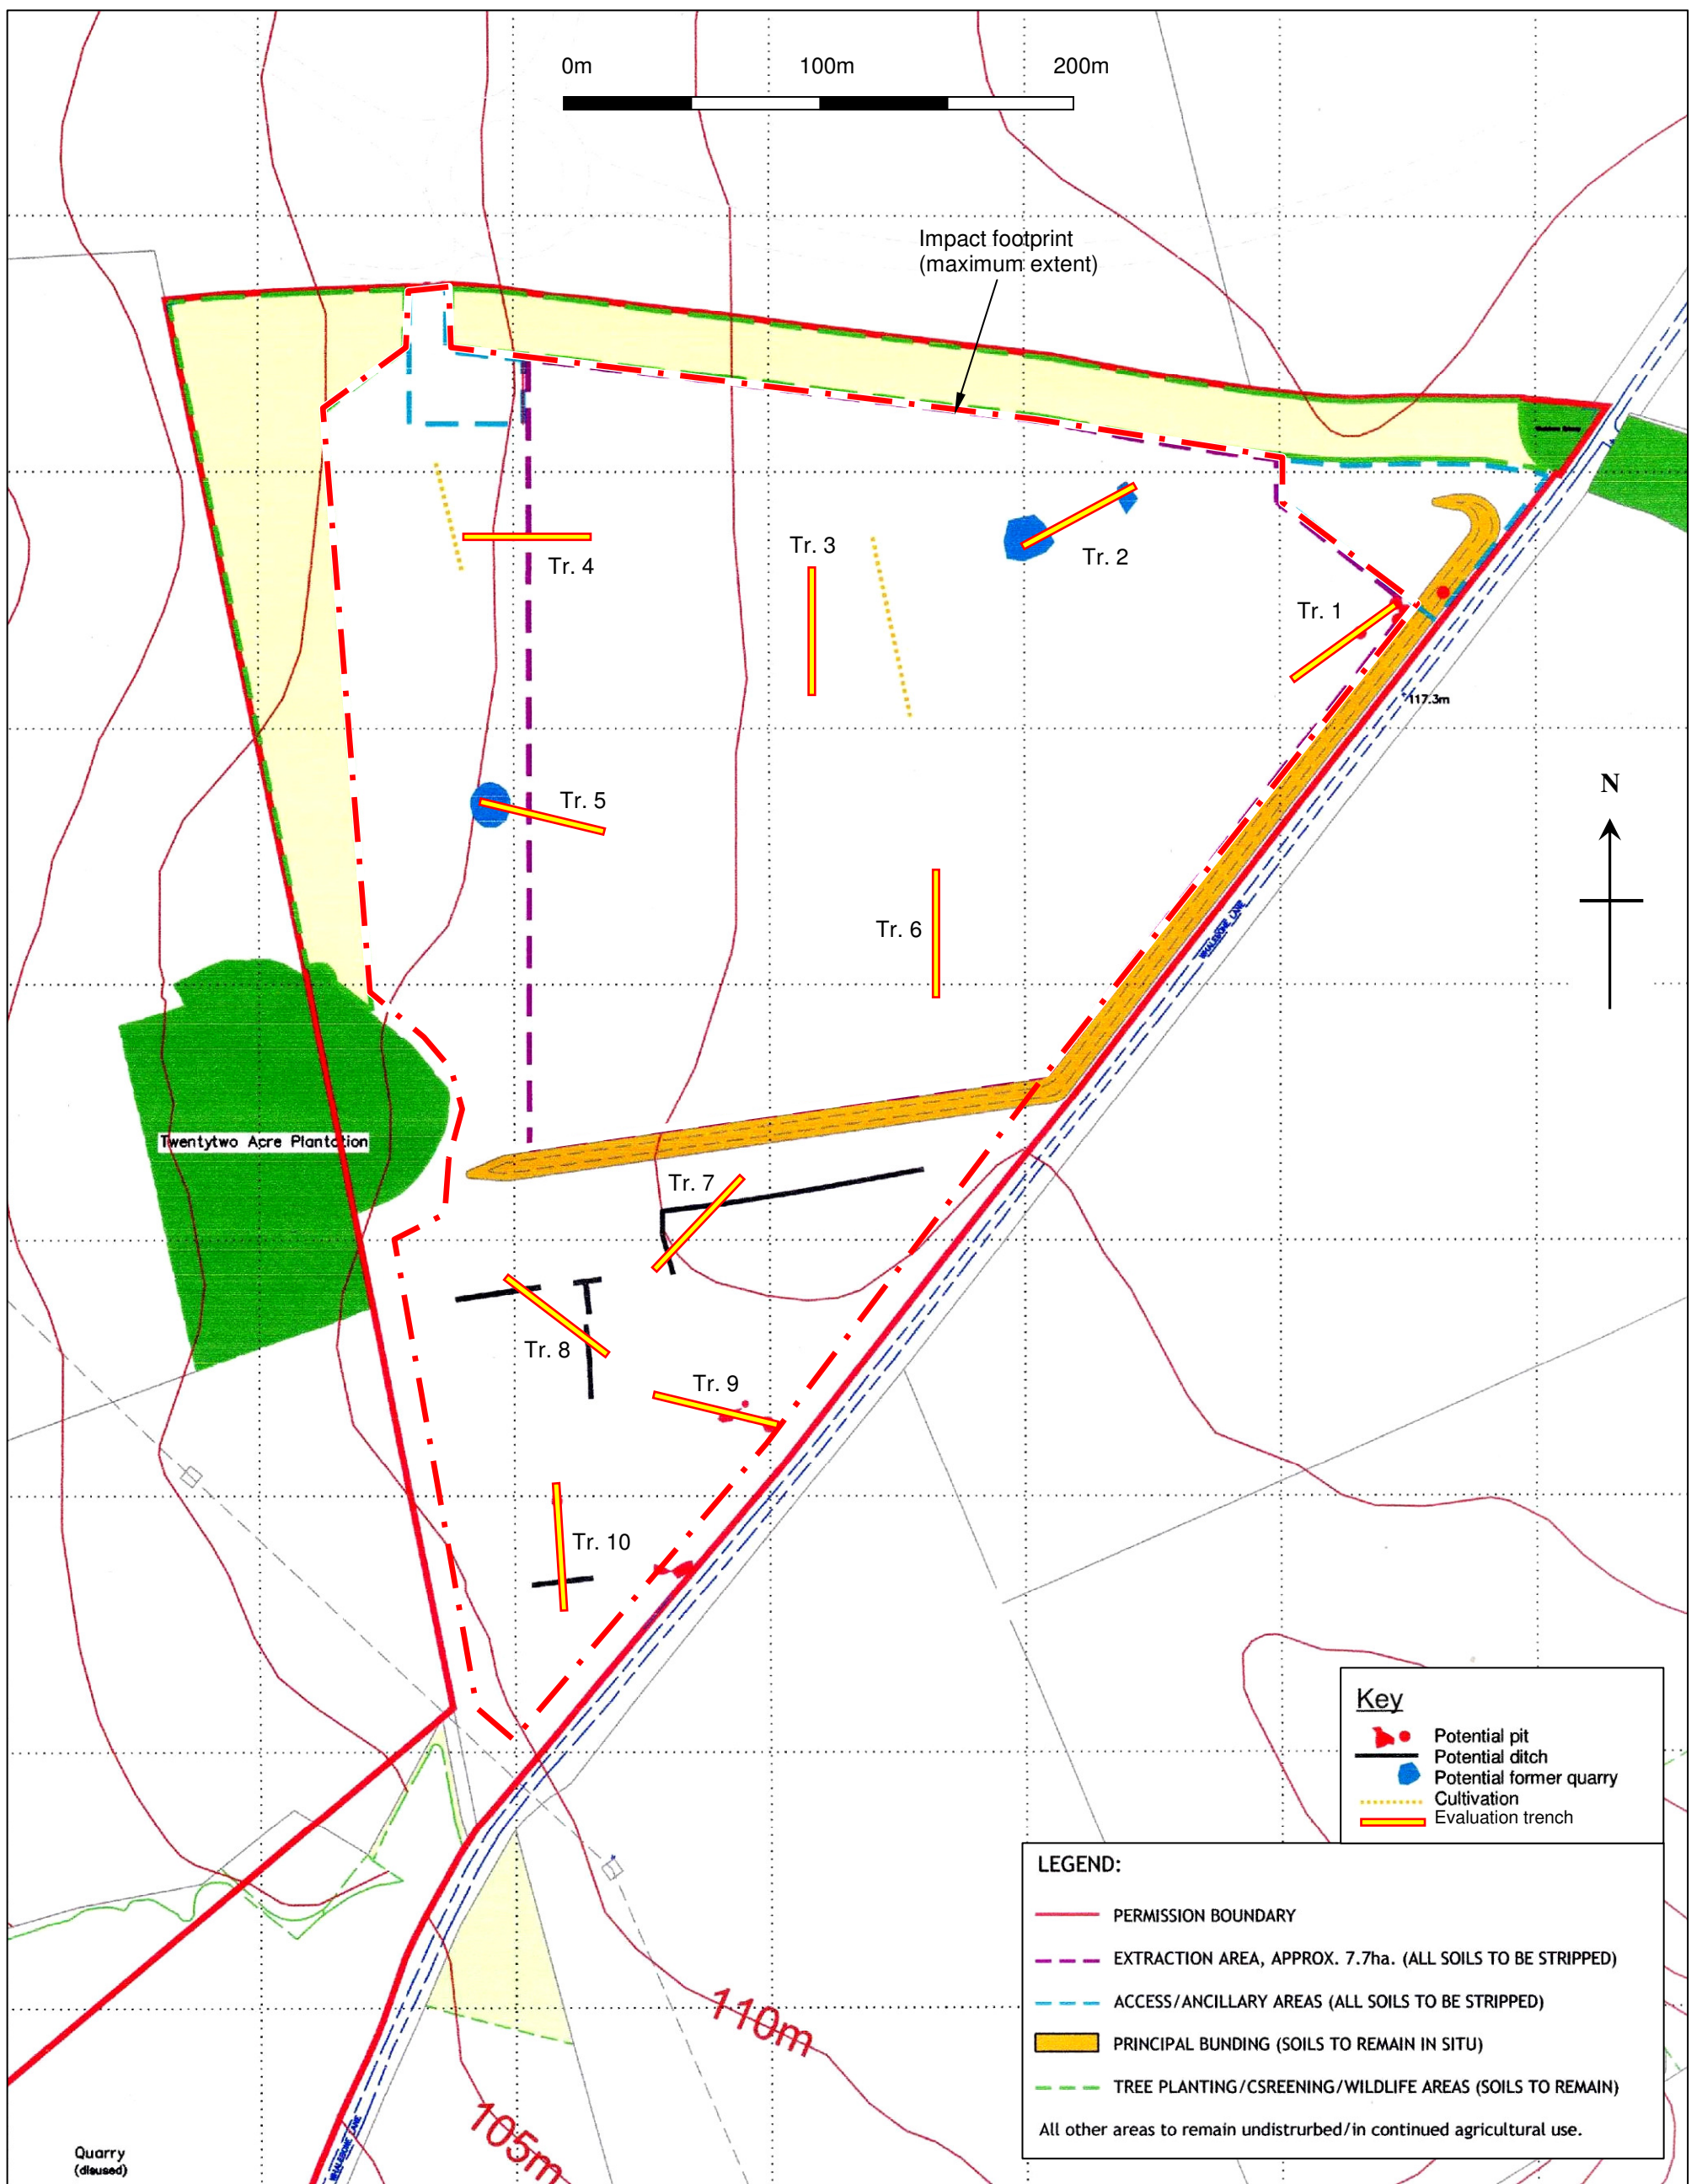 0m 100m 200m
Impact footprint
(maximum extent)
Tr. 3
Tr. 4
Tr. 2
Tr. 1
117.3m
N
Tr. 5
Tr. 6
WHALEBONE LANE
Twentytwo Acre Plantation
Tr. 7
Tr. 8
Tr. 9
Tr. 10
Key
Potential pit
Potential ditch
Potential former quarry
Cultivation
Evaluation trench
LEGEND:
PERMISSION BOUNDARY
EXTRACTION AREA, APPROX. 7.7ha. (ALL SOILS TO BE STRIPPED)
ACCESS/ANCILLARY AREAS (ALL SOILS TO BE STRIPPED)
PRINCIPAL BUNDING (SOILS TO REMAIN IN SITU)
TREE PLANTING/CSREENING/WILDLIFE AREAS (SOILS TO REMAIN)
All other areas to remain undistrurbed/in continued agricultural use.
110m
105m
WHALEBONE LANE
Quarry
(disused)